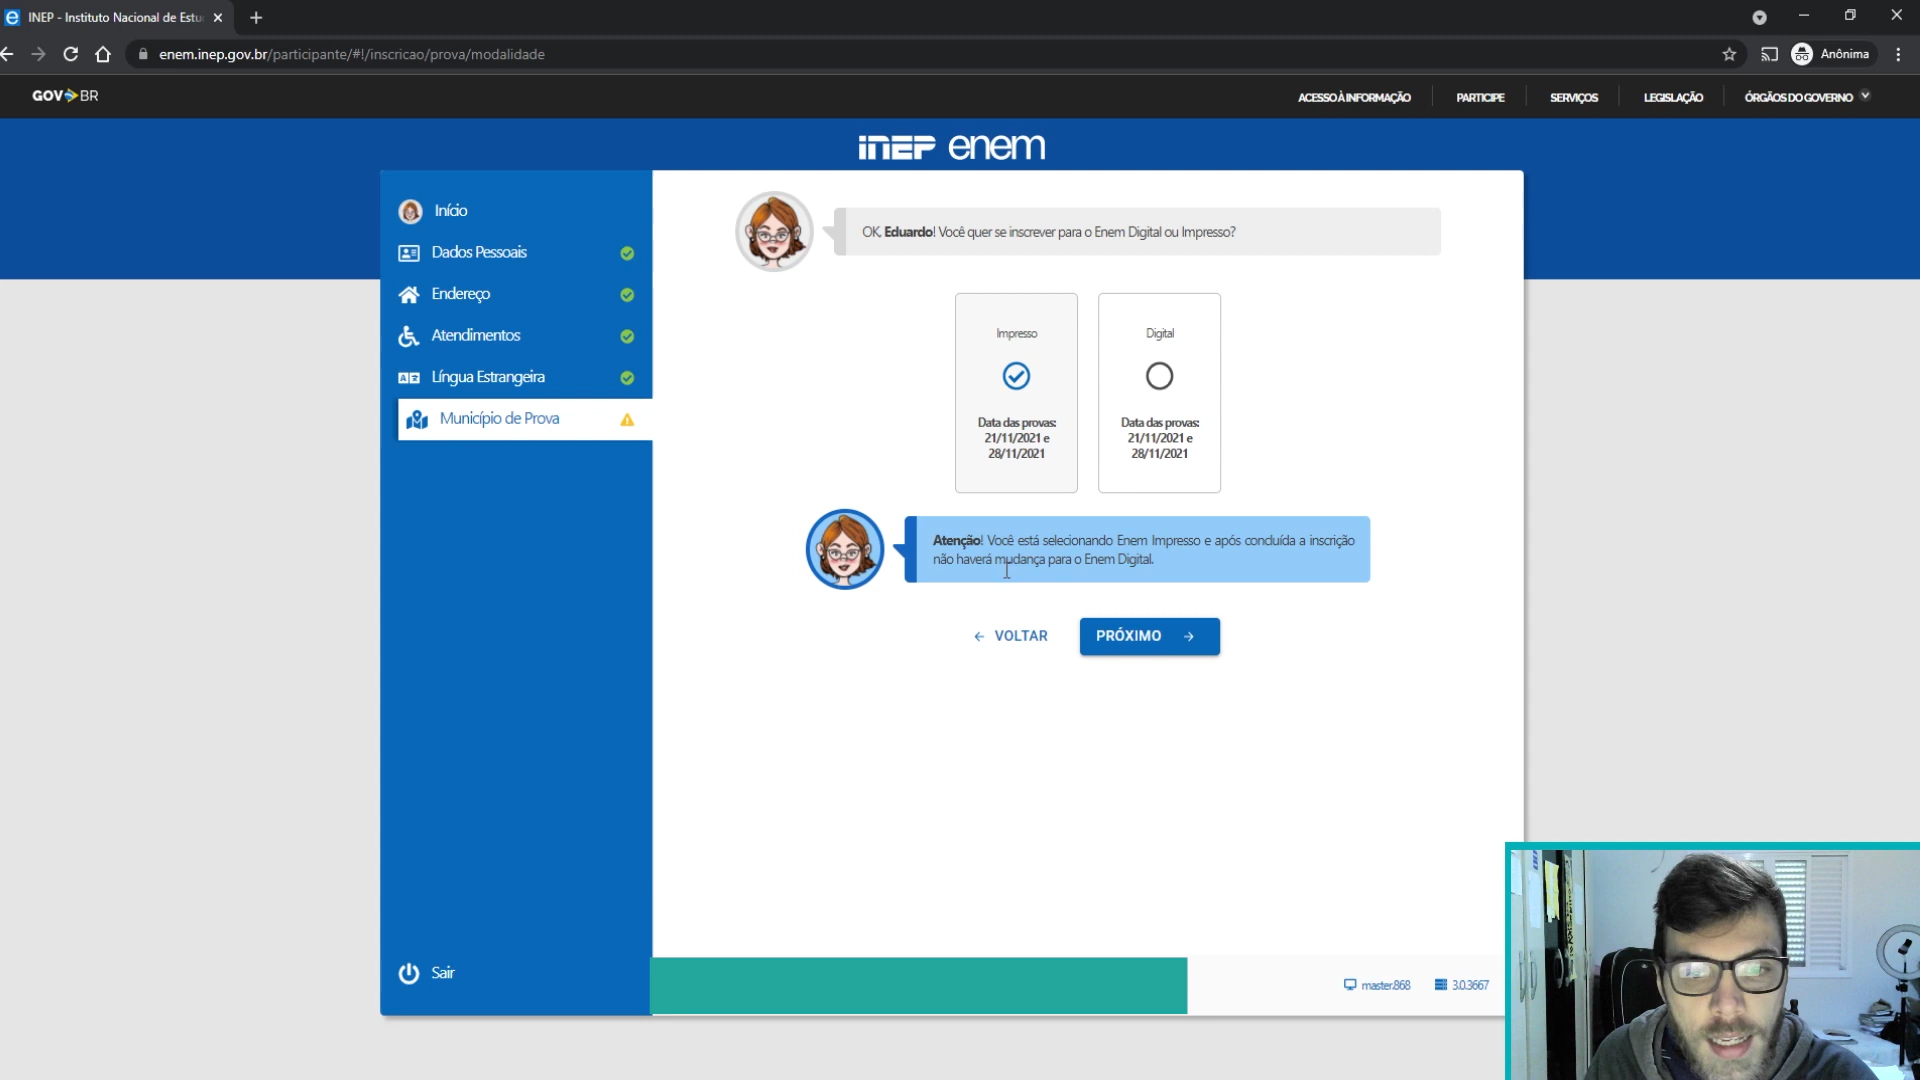 INEP - Instituto Nacional de Estu
enem.inep.gov.br/participante/#!/inscricao/prova/modalidade
Anônima
GOV BR
ACESSO À INFORMAÇÃO
PARTICIPE
SERVIÇOS
LEGISLAÇÃO
ÓRGÃOS DO GOVERNO
inep enem
Início
Dados Pessoais
Endereço
Atendimentos
Língua Estrangeira
Município de Prova
Sair
OK, Eduardo! Você quer se inscrever para o Enem Digital ou Impresso?
Impresso
Data das provas:
21/11/2021 e
28/11/2021
Digital
Data das provas:
21/11/2021 e
28/11/2021
Atenção! Você está selecionando Enem Impresso e após concluída a inscrição
não haverá mudança para o Enem Digital.
VOLTAR
PRÓXIMO
master.868
3.0.3667